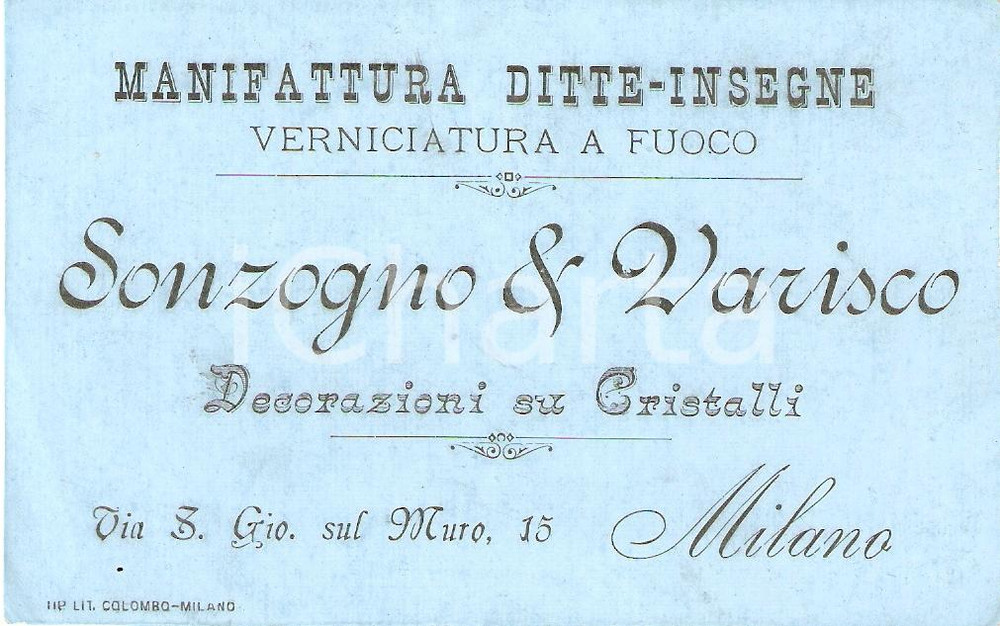 MANIFATTURA DITTE-INSEGNE
VERNICIATURA A FUOCO
Sonzogno & Varisco
iCharta
Decorazioni su Cristalli
Via S. Gio. sul Muro, 15
Milano
TIP. LIT. COLOMBO-MILANO